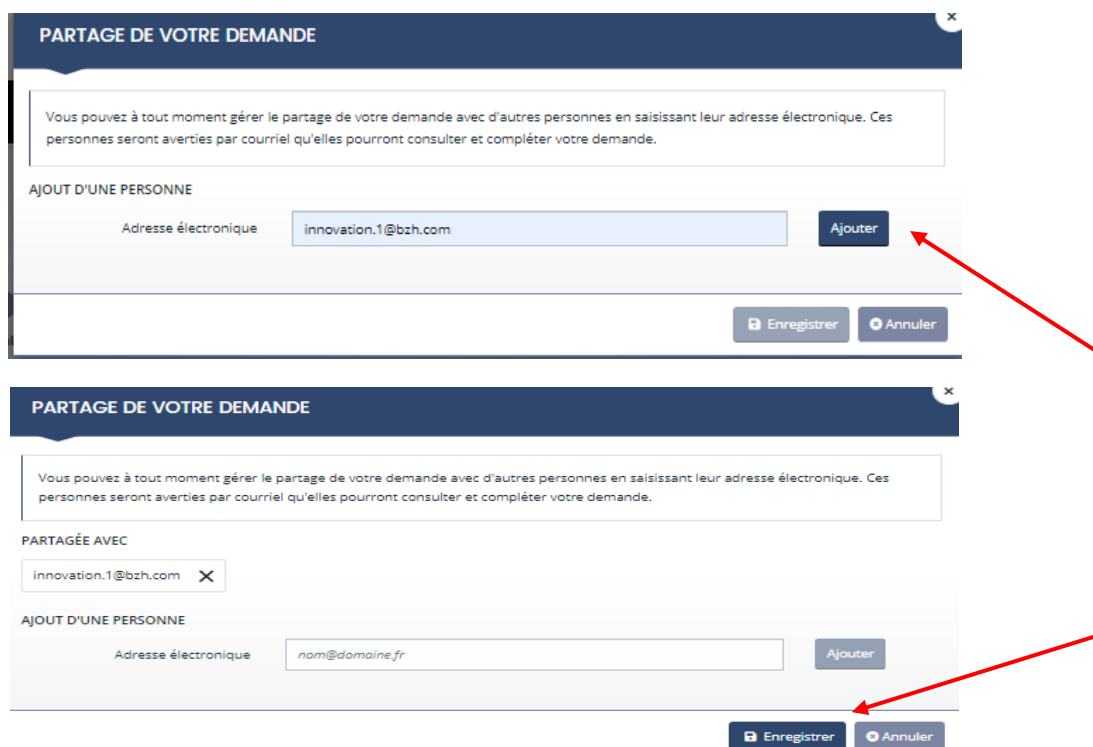 PARTAGE DE VOTRE DEMANDE
Vous pouvez à tout moment gérer le partage de votre demande avec d'autres personnes en saisissant leur adresse électronique. Ces
personnes seront averties par courriel qu'elles pourront consulter et compléter votre demande.
AJOUT D'UNE PERSONNE
Adresse électronique innovation.1@bzh.com Ajouter
Enregistrer Annuler
PARTAGE DE VOTRE DEMANDE
Vous pouvez à tout moment gérer le partage de votre demande avec d'autres personnes en saisissant leur adresse électronique. Ces
personnes seront averties par courriel qu'elles pourront consulter et compléter votre demande.
PARTAGÉE AVEC
innovation.1@bzh.com
AJOUT D'UNE PERSONNE
Adresse électronique nom@domaine.fr Ajouter
Enregistrer Annuler